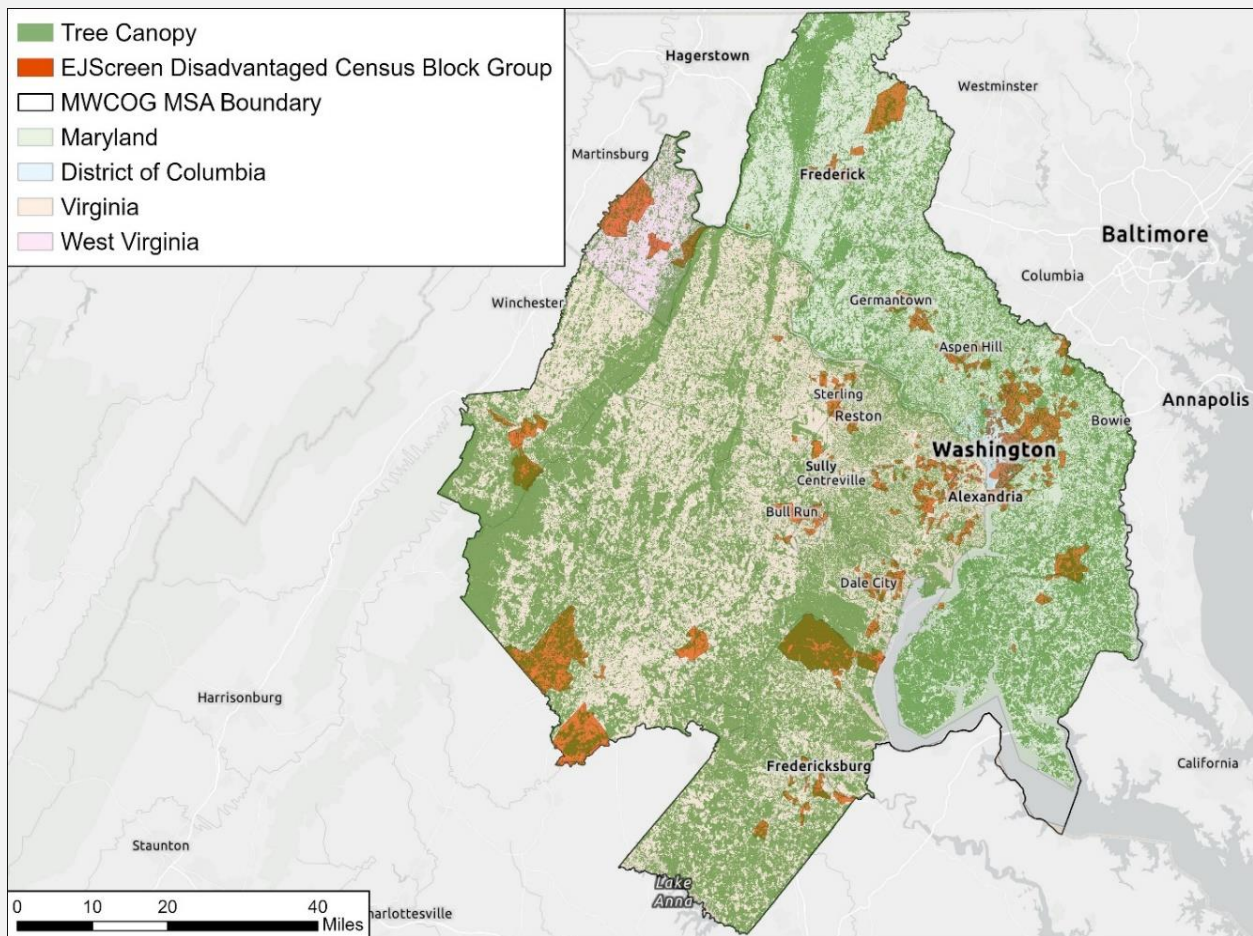 Tree Canopy
EJScreen Disadvantaged Census Block Group
MWCOG MSA Boundary
Maryland
District of Columbia
Virginia
West Virginia
Hagerstown
Westminster
Martinsburg
Frederick
Baltimore
Columbia
Winchester
Germantown
Aspen Hill
Sterling
Reston
Annapolis
Bowie
Washington
Sully
Centreville
Alexandria
Bull Run
Dale City
Harrisonburg
Fredericksburg
California
Staunton
Lake
Anna
harlottesville
0 10 20 40
Miles